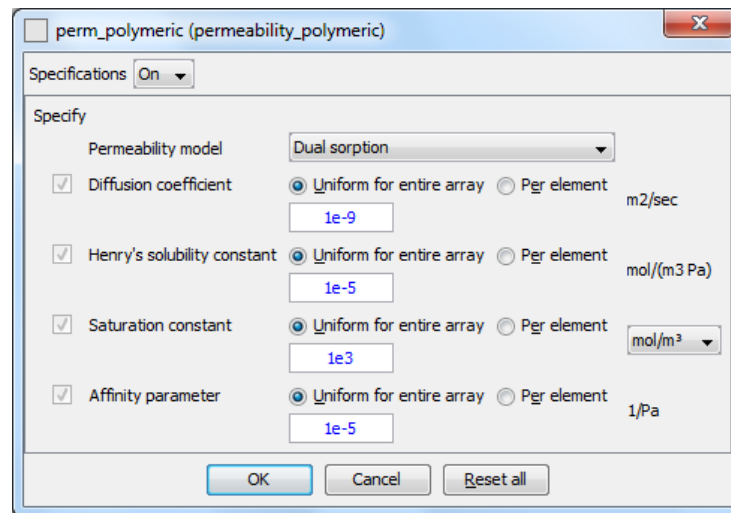 perm_polymeric (permeability_polymeric)
Specifications On
Specify
Permeability model Dual sorption
Diffusion coefficient Uniform for entire array Per element m2/sec
1e-9
Henry's solubility constant Uniform for entire array Per element mol/(m3 Pa)
1e-5
Saturation constant Uniform for entire array Per element mol/m³
1e3
Affinity parameter Uniform for entire array Per element 1/Pa
1e-5
OK Cancel Reset all